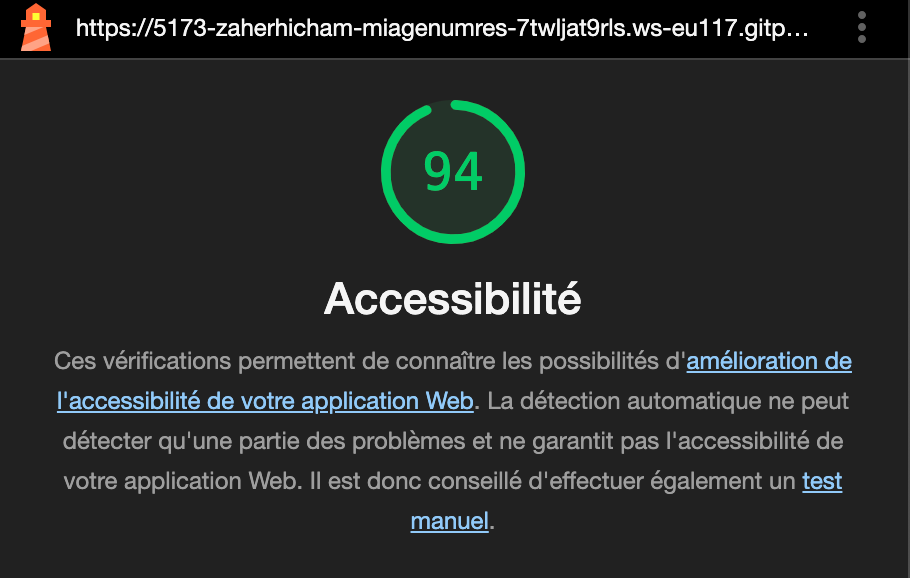 https://5173-zaherhicham-miagenumres-7twljat9rls.ws-eu117.gitp...
94
Accessibilité
Ces vérifications permettent de connaître les possibilités d'amélioration de
l'accessibilité de votre application Web. La détection automatique ne peut
détecter qu'une partie des problèmes et ne garantit pas l'accessibilité de
votre application Web. Il est donc conseillé d'effectuer également un test
manuel.